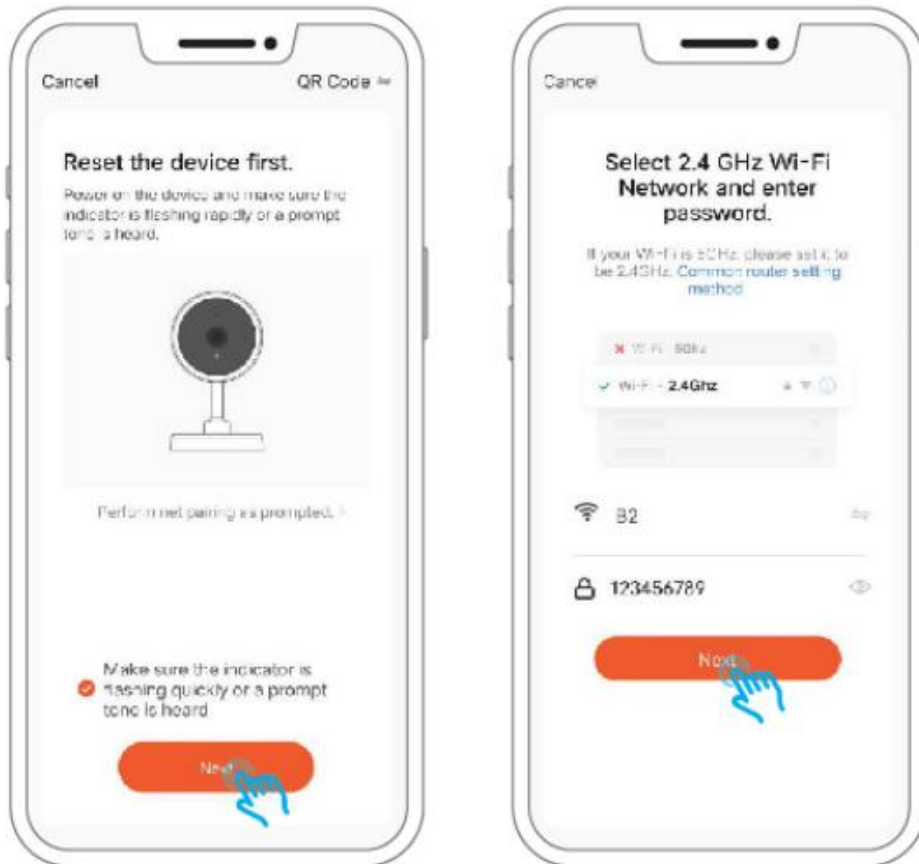 Cancel
QR Code
Reset the device first.
Power on the device and make sure the
indicator is flashing rapidly or a prompt
tone is heard.
Perform net pairing as prompted. >
Make sure the indicator is
flashing quickly or a prompt
tone is heard
Next
Cancel
Select 2.4 GHz Wi-Fi
Network and enter
password.
If your Wi-Fi is 5GHz, please set it to
be 2.4GHz. Common router setting
method
Wi-Fi - 5Ghz
Wi-Fi - 2.4Ghz
B2
123456789
Next